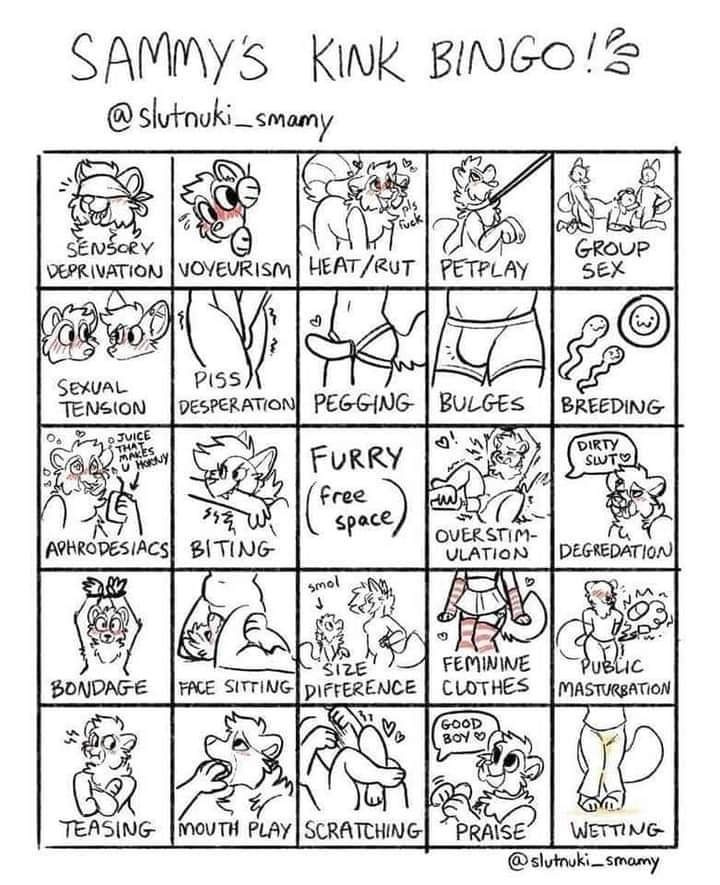 SAMMY'S KINK BINGO!
@slutnuki_smamy
SENSORY
DEPRIVATION
VOYEURISM
pls
fuck
HEAT/RUT
PETPLAY
GROUP
SEX
SEXUAL
TENSION
PISS
DESPERATION
PEGGING
BULGES
BREEDING
JUICE
THAT
MAKES
U HORNY
APHRODESIACS
BITING
FURRY
(free
space)
OVERSTIM-
ULATION
DIRTY
SLUT♡
DEGREDATION
BONDAGE
FACE SITTING
smol
SIZE
DIFFERENCE
FEMININE
CLOTHES
PUBLIC
MASTURBATION
TEASING
MOUTH PLAY
SCRATCHING
GOOD
BOY♡
PRAISE
WETTING
@slutnuki_smamy